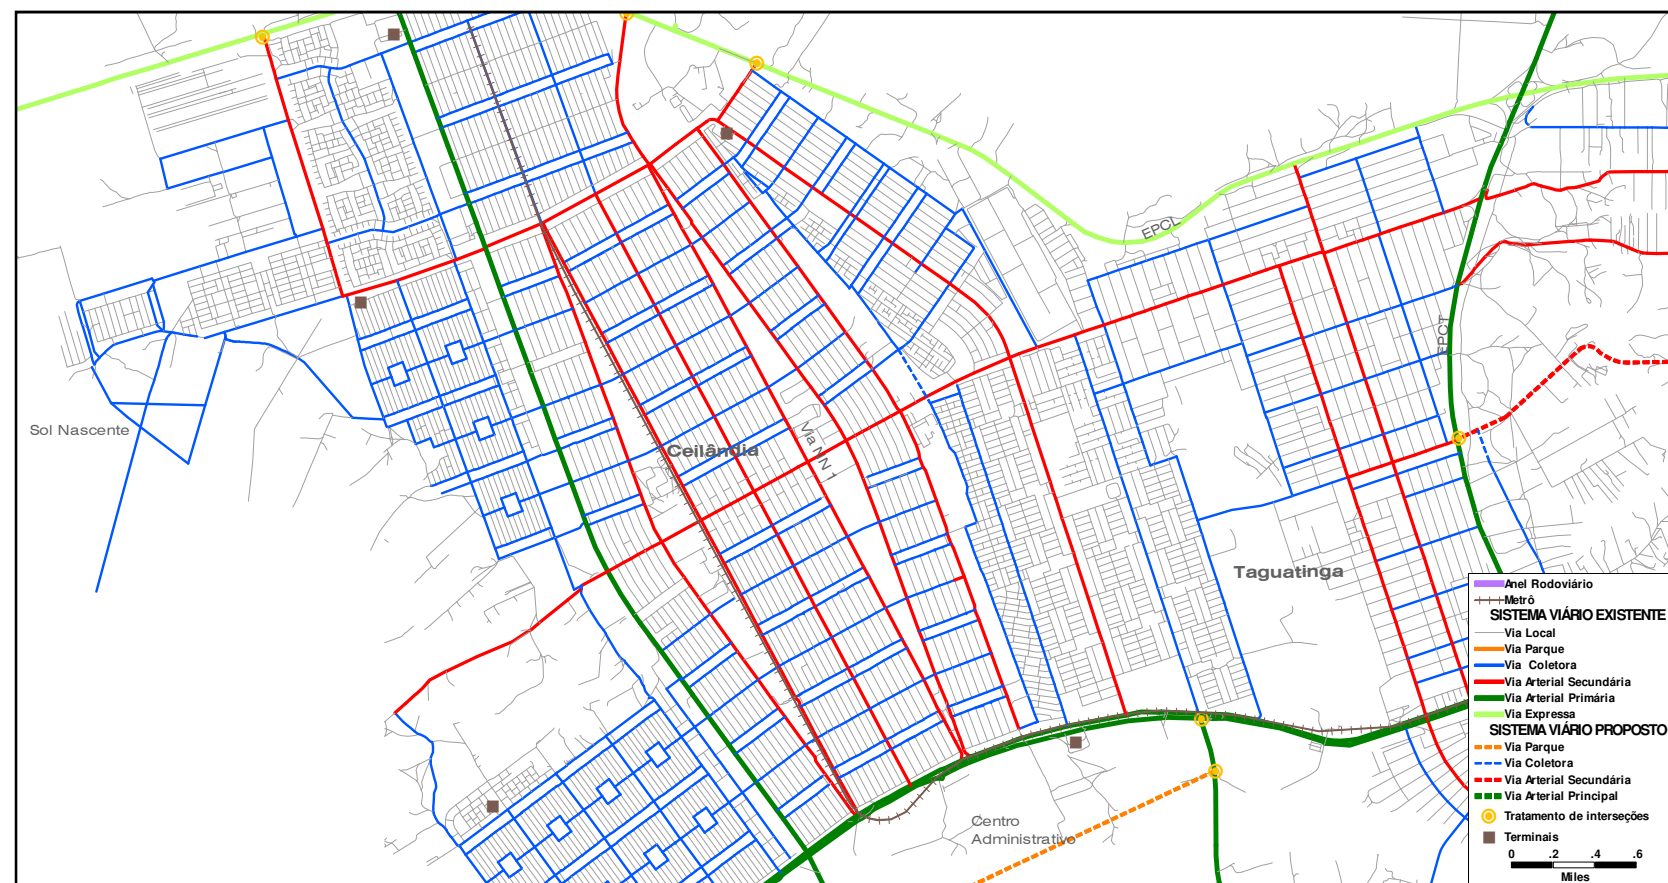 EPCL
EPCT
Sol Nascente
Ceilândia
Via NN 1
Taguatinga
Centro
Administrativo
Anel Rodoviário
Metrô
SISTEMA VIÁRIO EXISTENTE
Via Local
Via Parque
Via Coletora
Via Arterial Secundária
Via Arterial Primária
Via Expressa
SISTEMA VIÁRIO PROPOSTO
Via Parque
Via Coletora
Via Arterial Secundária
Via Arterial Principal
Tratamento de interseções
Terminais
0 .2 .4 .6
Miles